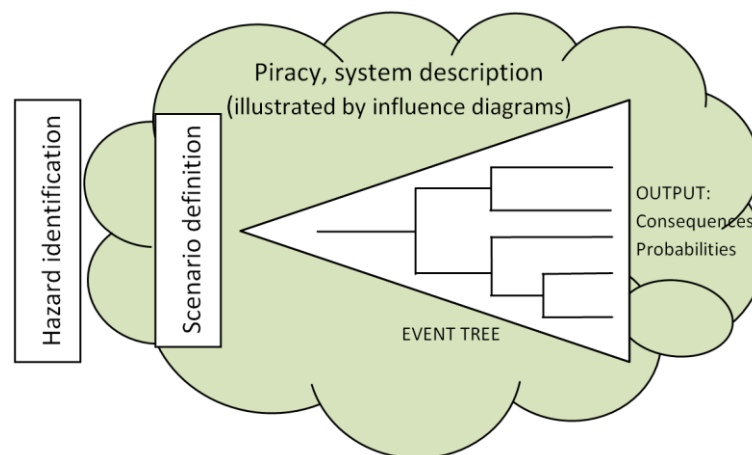 Piracy, system description
(illustrated by influence diagrams)
Hazard identification
Scenario definition
OUTPUT:
Consequences
Probabilities
EVENT TREE